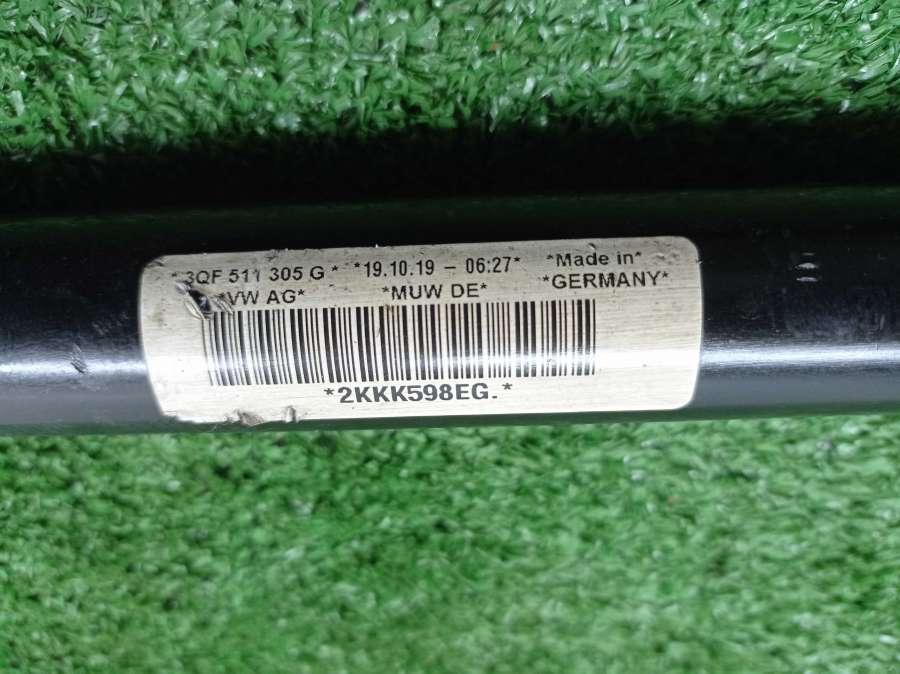 *3QF 511 305 G* *19.10.19 - 06:27* *Made in*
*VW AG* *MUW DE* *GERMANY*
*2KKK598EG.*